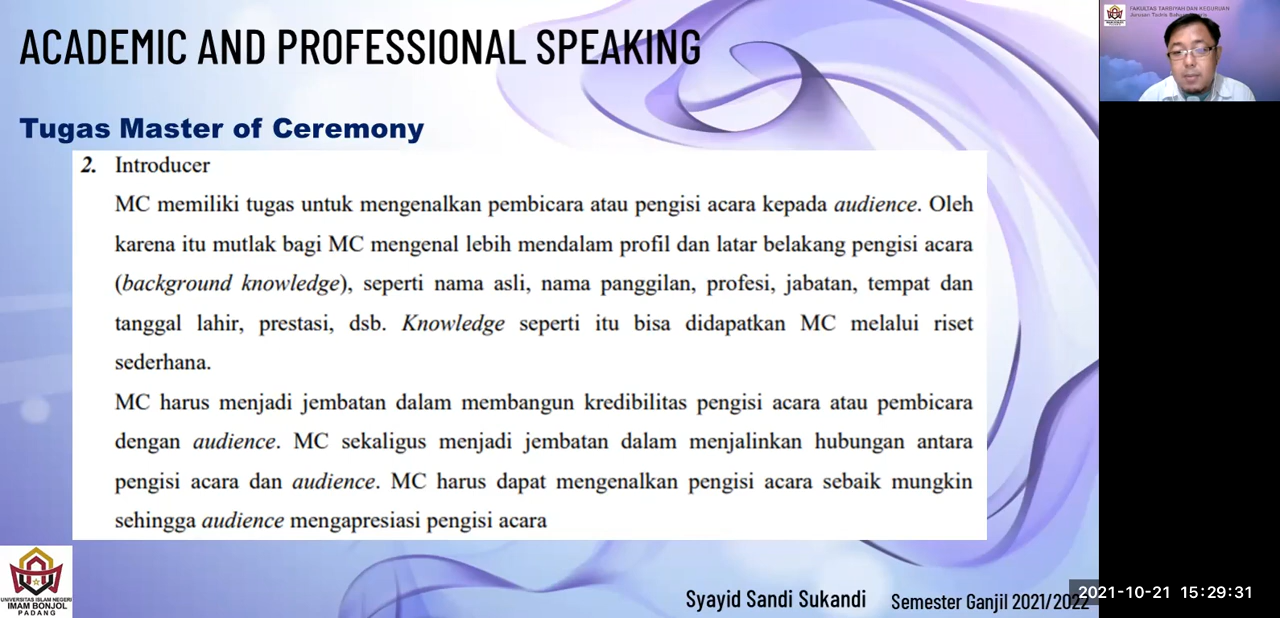 ACADEMIC AND PROFESSIONAL SPEAKING
FAKULTAS TARBIYAH DAN KEGURUAN
Tugas Master of Ceremony
2. Introducer
MC memiliki tugas untuk mengenalkan pembicara atau pengisi acara kepada audience. Oleh
karena itu mutlak bagi MC mengenal lebih mendalam profil dan latar belakang pengisi acara
(background knowledge), seperti nama asli, nama panggilan, profesi, jabatan, tempat dan
tanggal lahir, prestasi, dsb. Knowledge seperti itu bisa didapatkan MC melalui riset
sederhana.
MC harus menjadi jembatan dalam membangun kredibilitas pengisi acara atau pembicara
dengan audience. MC sekaligus menjadi jembatan dalam menjalinkan hubungan antara
pengisi acara dan audience. MC harus dapat mengenalkan pengisi acara sebaik mungkin
sehingga audience mengapresiasi pengisi acara
UNIVERSITAS ISLAM NEGERI
IMAM BONJOL
PADANG
Syayid Sandi Sukandi
Semester Ganjil 2021/2022
2021-10-21 15:29:31